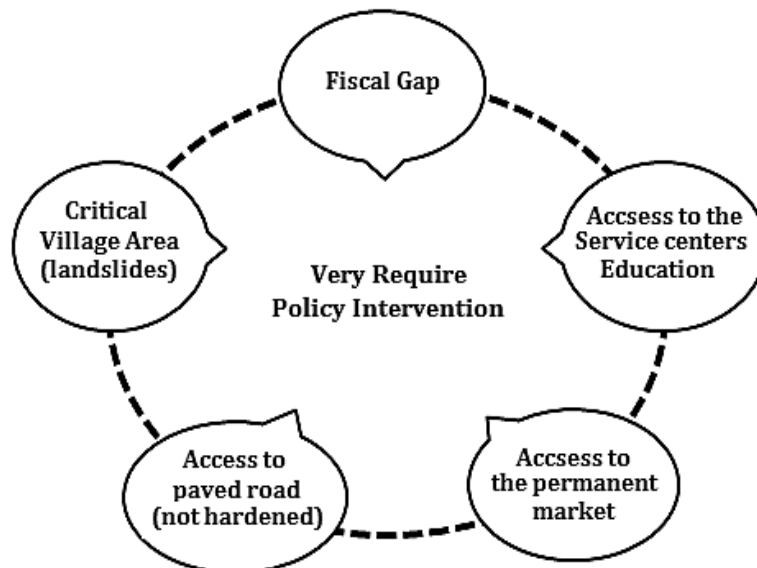 Fiscal Gap
Critical
Village Area
(landslides)
Accsess to the
Service centers
Education
Very Require
Policy Intervention
Access to
paved road
(not hardened)
Accsess to
the permanent
market